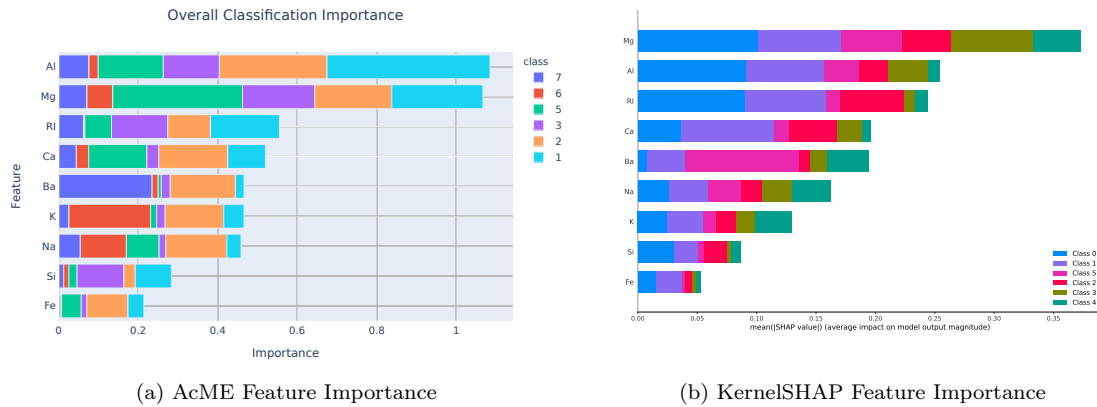 Overall Classification Importance
Feature
Al
Mg
RI
Ca
Ba
K
Na
Si
Fe
0 0.2 0.4 0.6 0.8 1
Importance
class
7
6
5
3
2
1
(a) AcME Feature Importance
Mg
Al
RI
Ca
Ba
Na
K
Si
Fe
0.00 0.05 0.10 0.15 0.20 0.25 0.30 0.35
mean(|SHAP value|) (average impact on model output magnitude)
Class 0
Class 1
Class 5
Class 2
Class 3
Class 4
(b) KernelSHAP Feature Importance